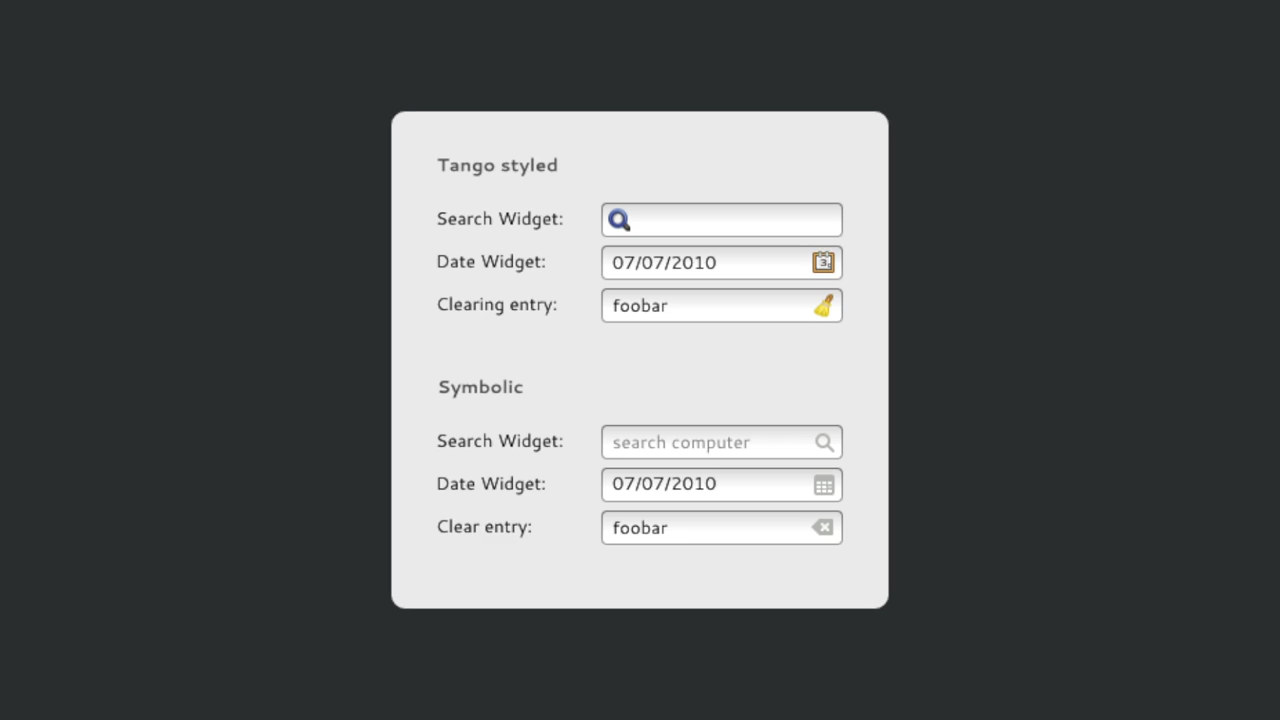 Tango styled
Search Widget:
Date Widget: 07/07/2010
Clearing entry: foobar
Symbolic
Search Widget: search computer
Date Widget: 07/07/2010
Clear entry: foobar